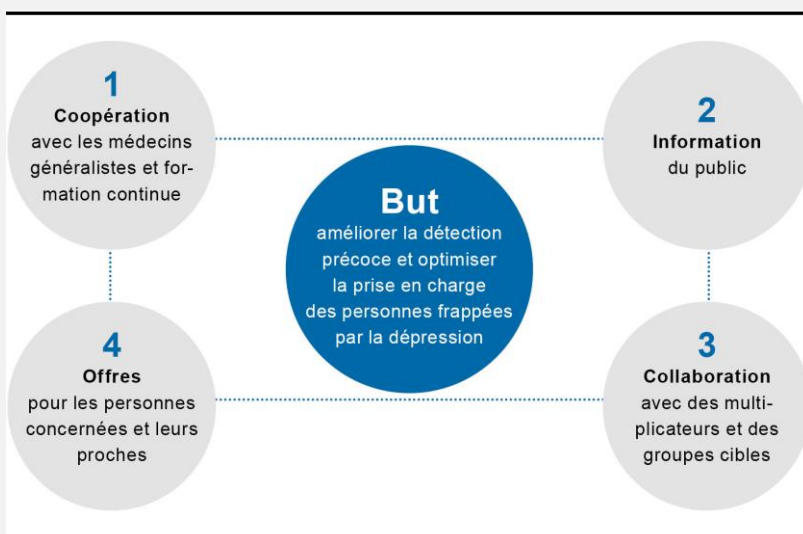 1
Coopération
avec les médecins
généralistes et for-
mation continue
2
Information
du public
But
améliorer la détection
précoce et optimiser
la prise en charge
des personnes frappées
par la dépression
4
Offres
pour les personnes
concernées et leurs
proches
3
Collaboration
avec des multi-
plicateurs et des
groupes cibles